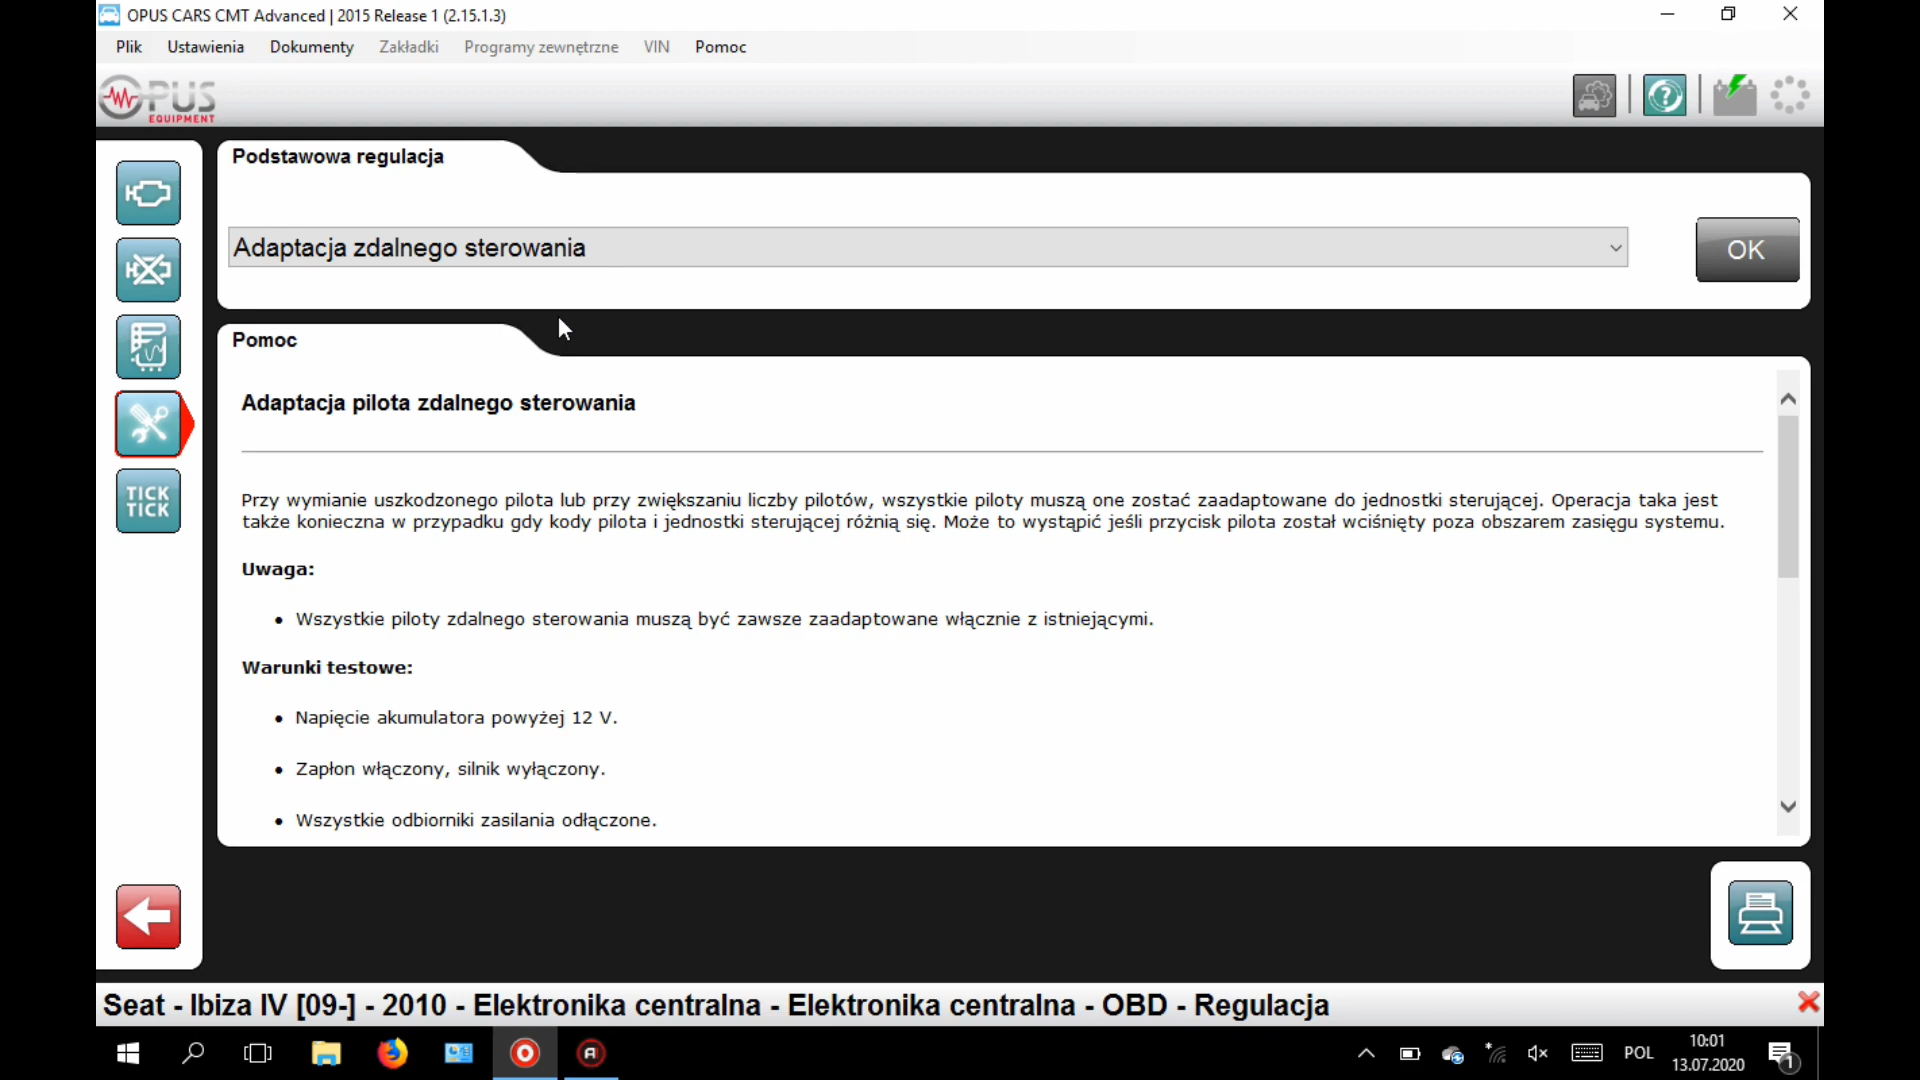 OPUS CARS CMT Advanced | 2015 Release 1 (2.15.1.3)
Plik Ustawienia Dokumenty Zakładki Programy zewnętrzne VIN Pomoc
OPUS
EQUIPMENT
Podstawowa regulacja
Adaptacja zdalnego sterowania
OK
Pomoc
Adaptacja pilota zdalnego sterowania
Przy wymianie uszkodzonego pilota lub przy zwiększaniu liczby pilotów, wszystkie piloty muszą one zostać zaadaptowane do jednostki sterującej. Operacja taka jest
także konieczna w przypadku gdy kody pilota i jednostki sterującej różnią się. Może to wystąpić jeśli przycisk pilota został wciśnięty poza obszarem zasięgu systemu.
Uwaga:
• Wszystkie piloty zdalnego sterowania muszą być zawsze zaadaptowane włącznie z istniejącymi.
Warunki testowe:
• Napięcie akumulatora powyżej 12 V.
• Zapłon włączony, silnik wyłączony.
• Wszystkie odbiorniki zasilania odłączone.
TICK
TICK
Seat - Ibiza IV [09-] - 2010 - Elektronika centralna - Elektronika centralna - OBD - Regulacja
POL
10:01
13.07.2020
1